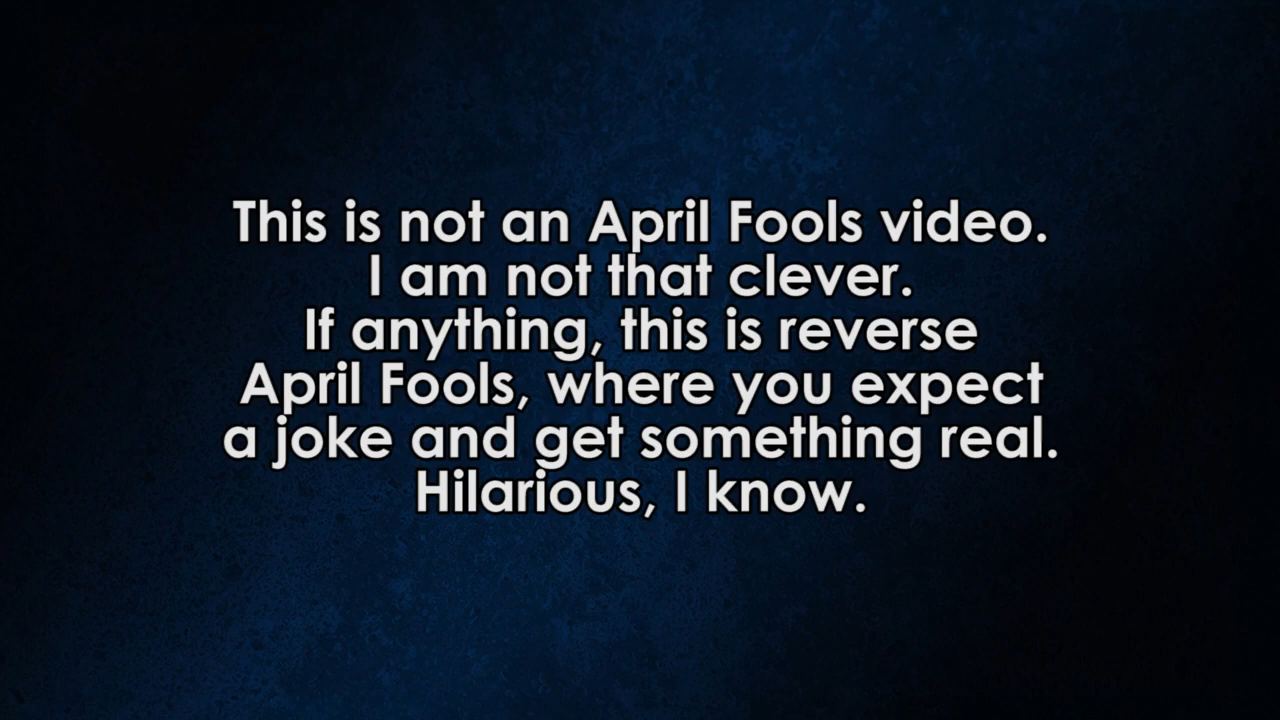 This is not an April Fools video.
I am not that clever.
If anything, this is reverse
April Fools, where you expect
a joke and get something real.
Hilarious, I know.